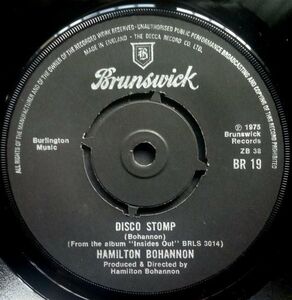 ALL RIGHTS OF THE MANUFACTURER AND OF THE OWNER OF THE RECORDED WORK RESERVED · UNAUTHORISED PUBLIC PERFORMANCE BROADCASTING AND COPYING OF THIS RECORD PROHIBITED
MADE IN ENGLAND · THE DECCA RECORD CO. LTD.
B
Brunswick
Burlington
Music
℗ 1975
Brunswick
Records
ZB 38
BR 19
DISCO STOMP
(Bohannon)
(From the album "Insides Out" BRLS 3014)
HAMILTON BOHANNON
Produced & Directed by
Hamilton Bohannon